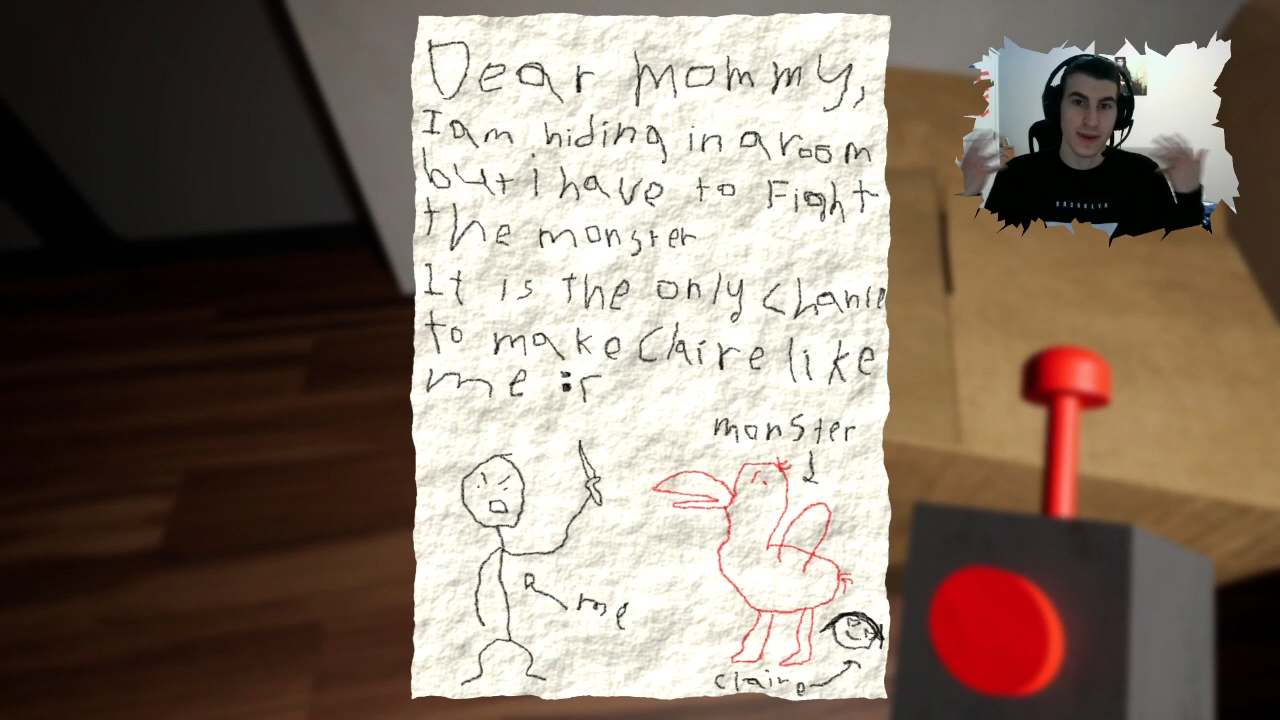 Dear mommy,
I am hiding in a room
but i have to Fight
the monster
It is the only chance
to make Claire like
me :r
monster
me
Claire
BROOKLYN